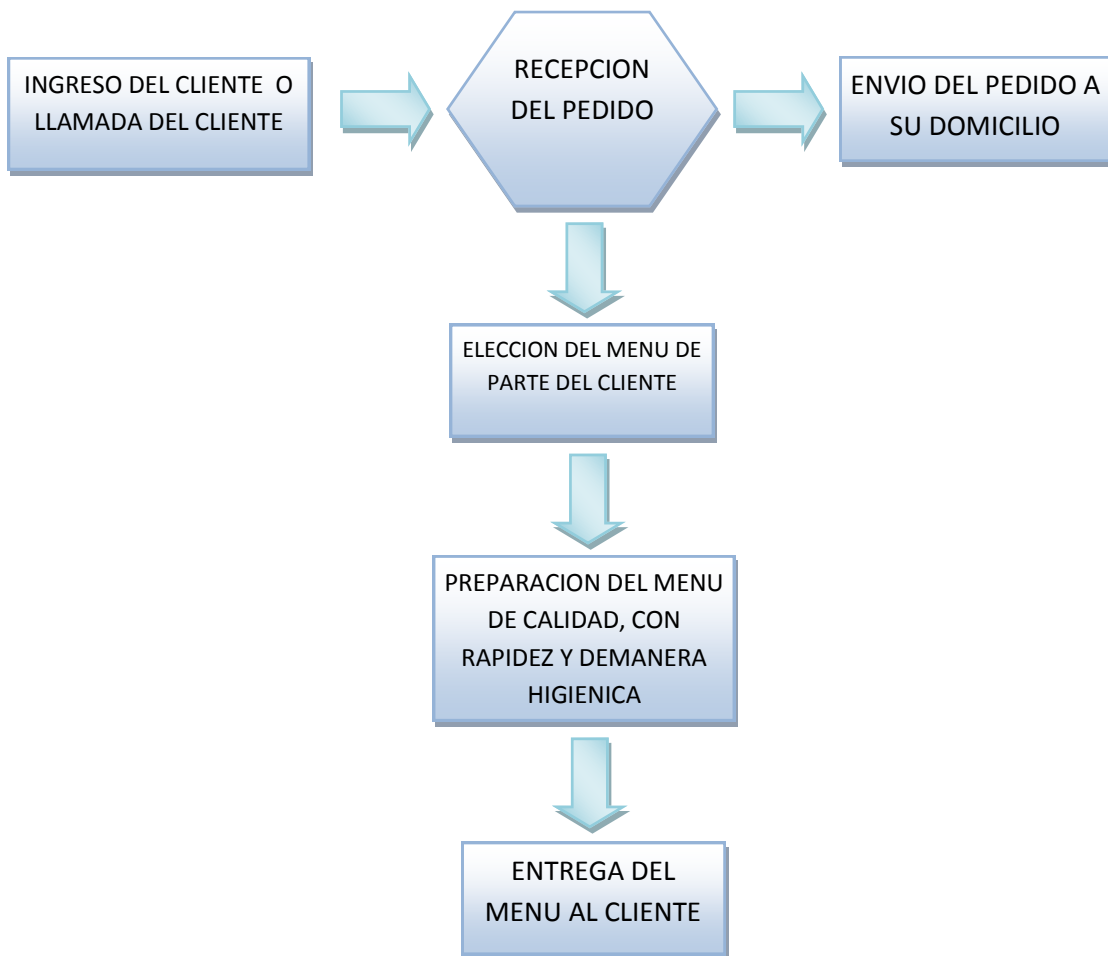 INGRESO DEL CLIENTE O
LLAMADA DEL CLIENTE
RECEPCION
DEL PEDIDO
ENVIO DEL PEDIDO A
SU DOMICILIO
ELECCION DEL MENU DE
PARTE DEL CLIENTE
PREPARACION DEL MENU
DE CALIDAD, CON
RAPIDEZ Y DEMANERA
HIGIENICA
ENTREGA DEL
MENU AL CLIENTE